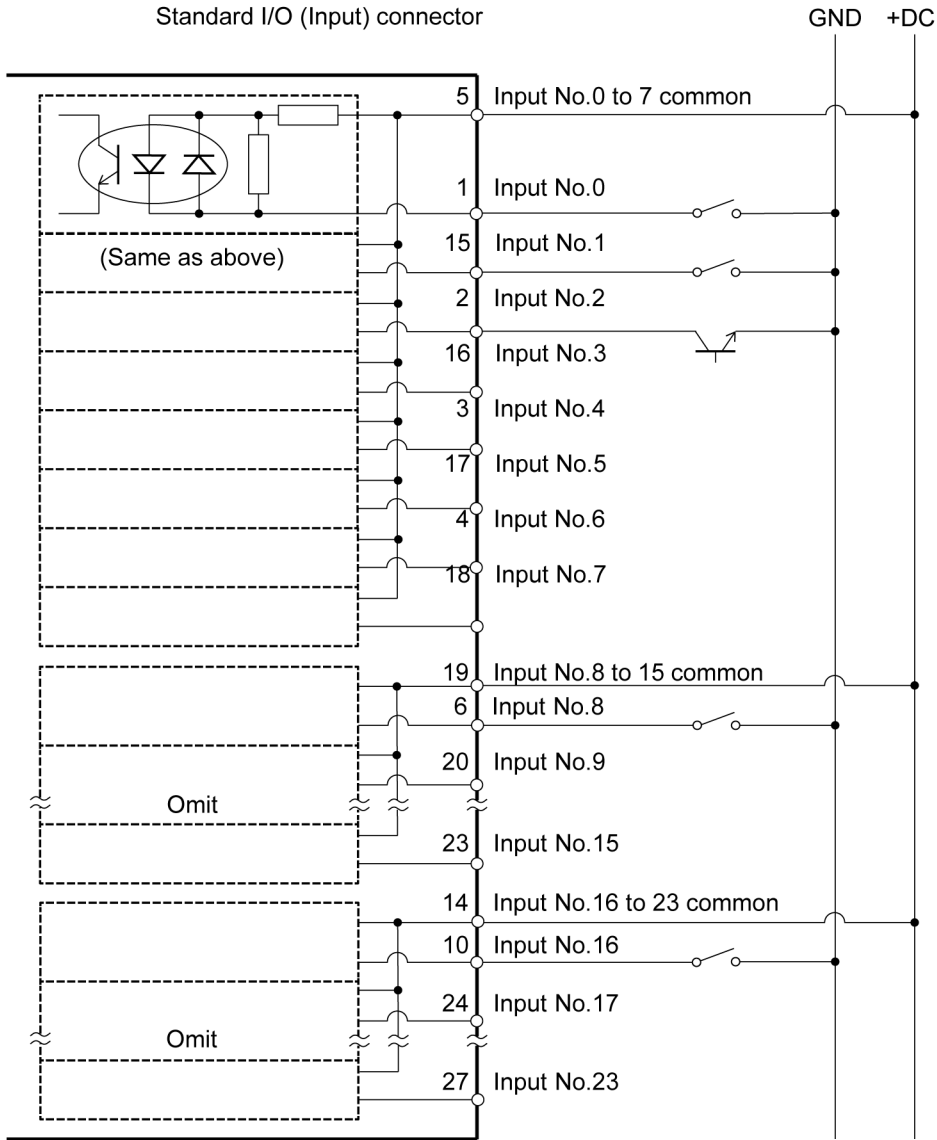 Standard I/O (Input) connector
GND +DC
5 Input No.0 to 7 common
1 Input No.0
15 Input No.1
(Same as above)
2 Input No.2
16 Input No.3
3 Input No.4
17 Input No.5
4 Input No.6
18 Input No.7
19 Input No.8 to 15 common
6 Input No.8
20 Input No.9
Omit
23 Input No.15
14 Input No.16 to 23 common
10 Input No.16
24 Input No.17
Omit
27 Input No.23